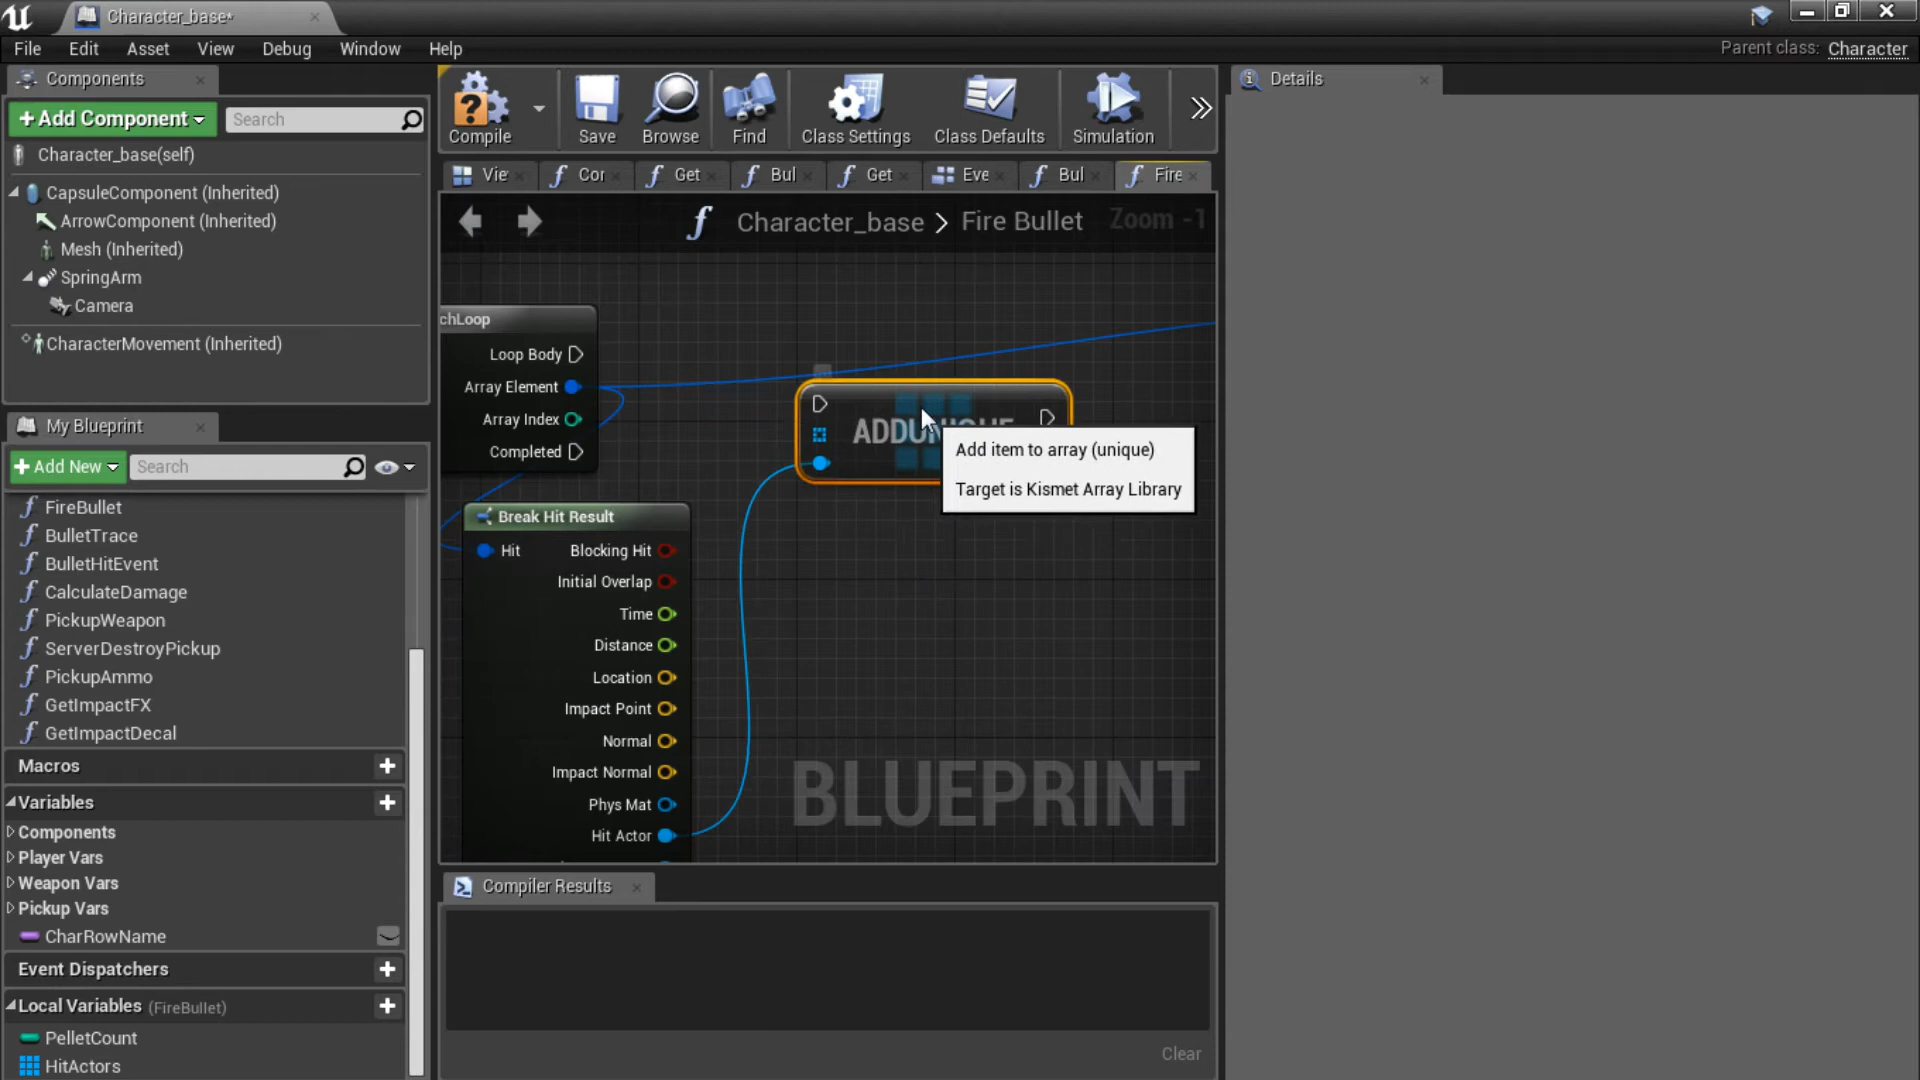 Character_base*
File Edit Asset View Debug Window Help
Parent class: Character
Components
Add Component
Search
Character_base(self)
CapsuleComponent (Inherited)
ArrowComponent (Inherited)
Mesh (Inherited)
SpringArm
Camera
CharacterMovement (Inherited)
My Blueprint
Add New
Search
FireBullet
BulletTrace
BulletHitEvent
CalculateDamage
PickupWeapon
ServerDestroyPickup
PickupAmmo
GetImpactFX
GetImpactDecal
Macros
Variables
Components
Player Vars
Weapon Vars
Pickup Vars
CharRowName
Event Dispatchers
Local Variables (FireBullet)
PelletCount
HitActors
Compile
Save
Browse
Find
Class Settings
Class Defaults
Simulation
Vie
Cor
Get
Bul
Get
Eve
Bul
Fire
Character_base > Fire Bullet
Zoom -1
chLoop
Loop Body
Array Element
Array Index
Completed
ADDUNIQUE
Add item to array (unique)
Target is Kismet Array Library
Break Hit Result
Hit
Blocking Hit
Initial Overlap
Time
Distance
Location
Impact Point
Normal
Impact Normal
Phys Mat
Hit Actor
BLUEPRINT
Compiler Results
Clear
Details